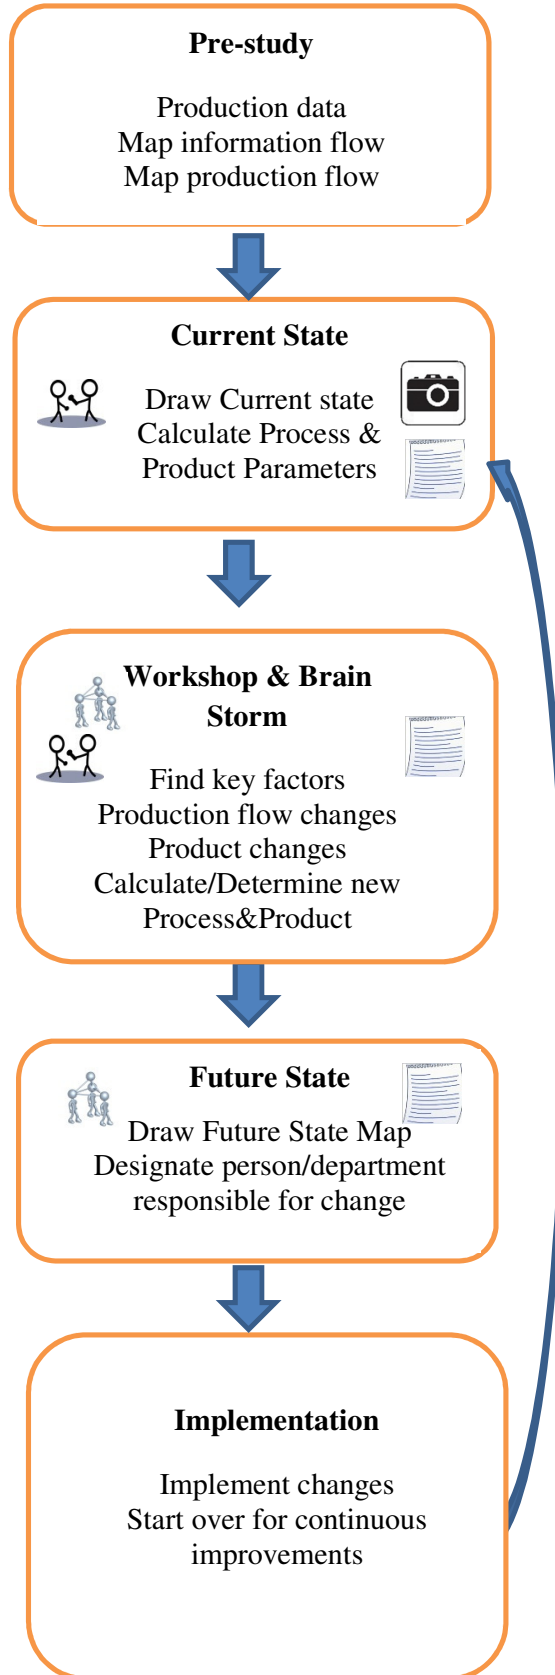 Pre-study
Production data
Map information flow
Map production flow
Current State
Draw Current state
Calculate Process &
Product Parameters
Workshop & Brain
Storm
Find key factors
Production flow changes
Product changes
Calculate/Determine new
Process&Product
Future State
Draw Future State Map
Designate person/department
responsible for change
Implementation
Implement changes
Start over for continuous
improvements